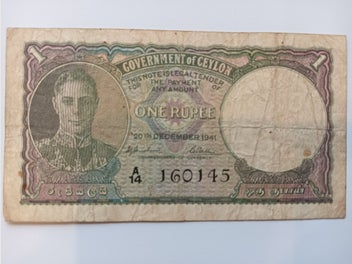 1 GOVERNMENT OF CEYLON 1
THIS NOTE IS LEGAL TENDER
FOR THE PAYMENT OF
ANY AMOUNT
ONE RUPEE
20TH DECEMBER 1941
A/14 160145
ஒரு ரூபாய்